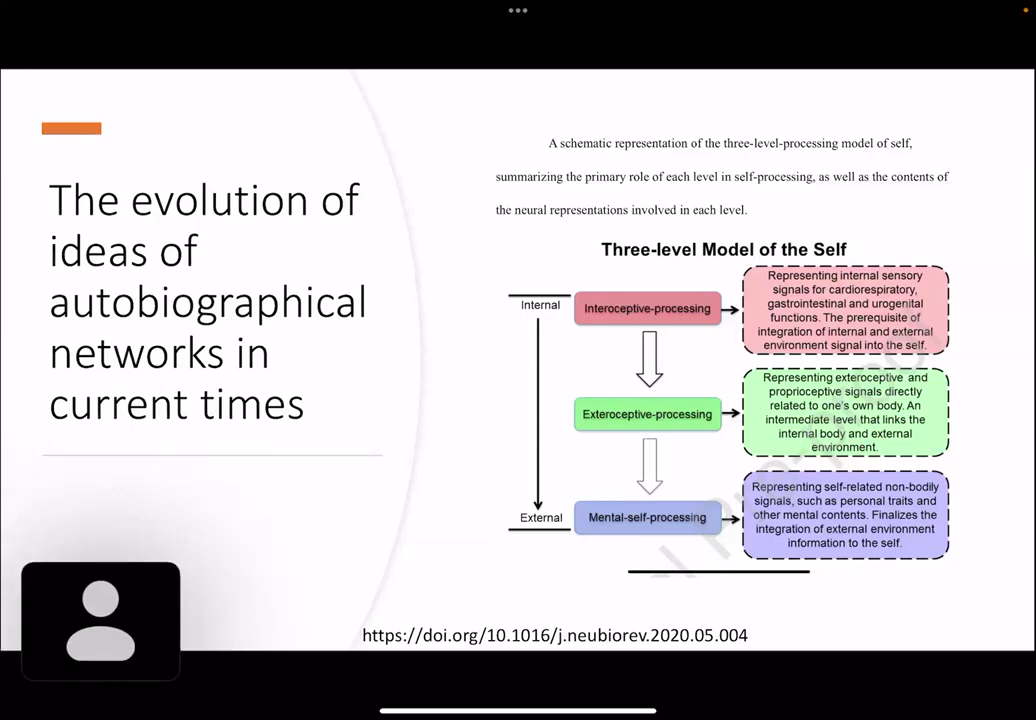 The evolution of
ideas of
autobiographical
networks in
current times
A schematic representation of the three-level-processing model of self,
summarizing the primary role of each level in self-processing, as well as the contents of
the neural representations involved in each level.
Three-level Model of the Self
Internal
Interoceptive-processing
Representing internal sensory
signals for cardiorespiratory,
gastrointestinal and urogenital
functions. The prerequisite of
integration of internal and external
environment signal into the self.
Exteroceptive-processing
Representing exteroceptive and
proprioceptive signals directly
related to one's own body. An
intermediate level that links the
internal body and external
environment.
External
Mental-self-processing
Representing self-related non-bodily
signals, such as personal traits and
other mental contents. Finalizes the
integration of external environment
information to the self.
https://doi.org/10.1016/j.neubiorev.2020.05.004